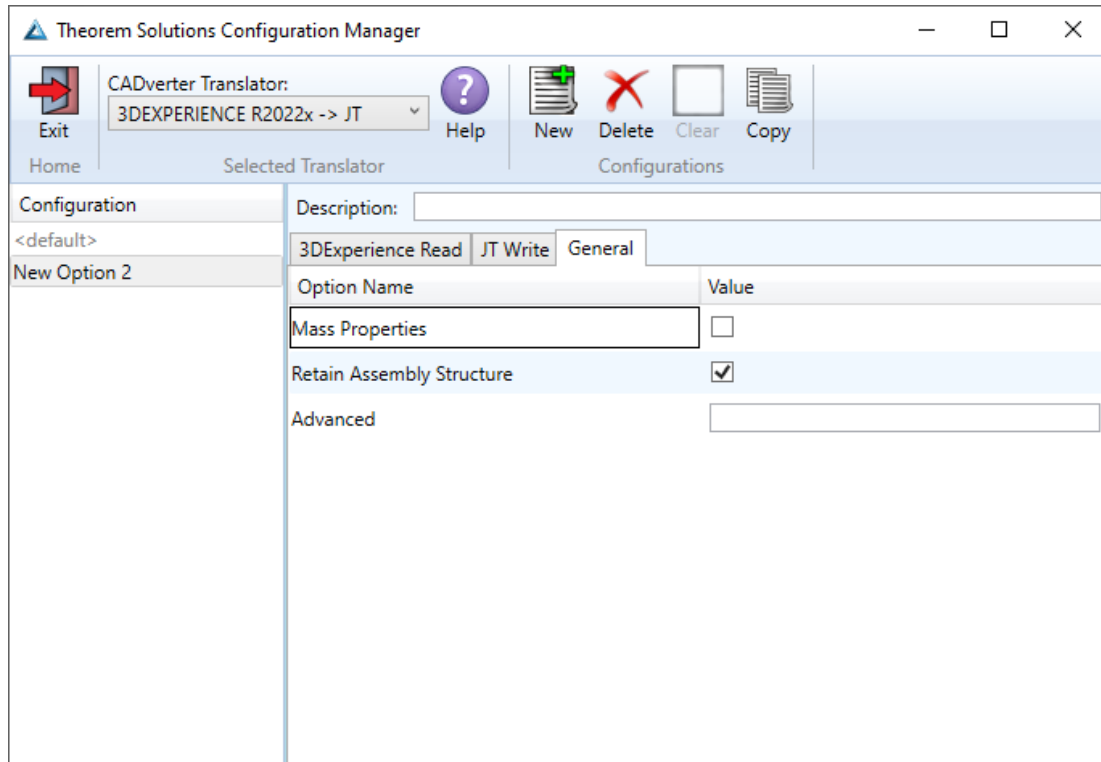 Theorem Solutions Configuration Manager
CADverter Translator:
3DEXPERIENCE R2022x -> JT
Exit
Help
New
Delete
Clear
Copy
Home
Selected Translator
Configurations
Configuration
<default>
New Option 2
Description:
3DExperience Read
JT Write
General
Option Name
Value
Mass Properties
Retain Assembly Structure
Advanced